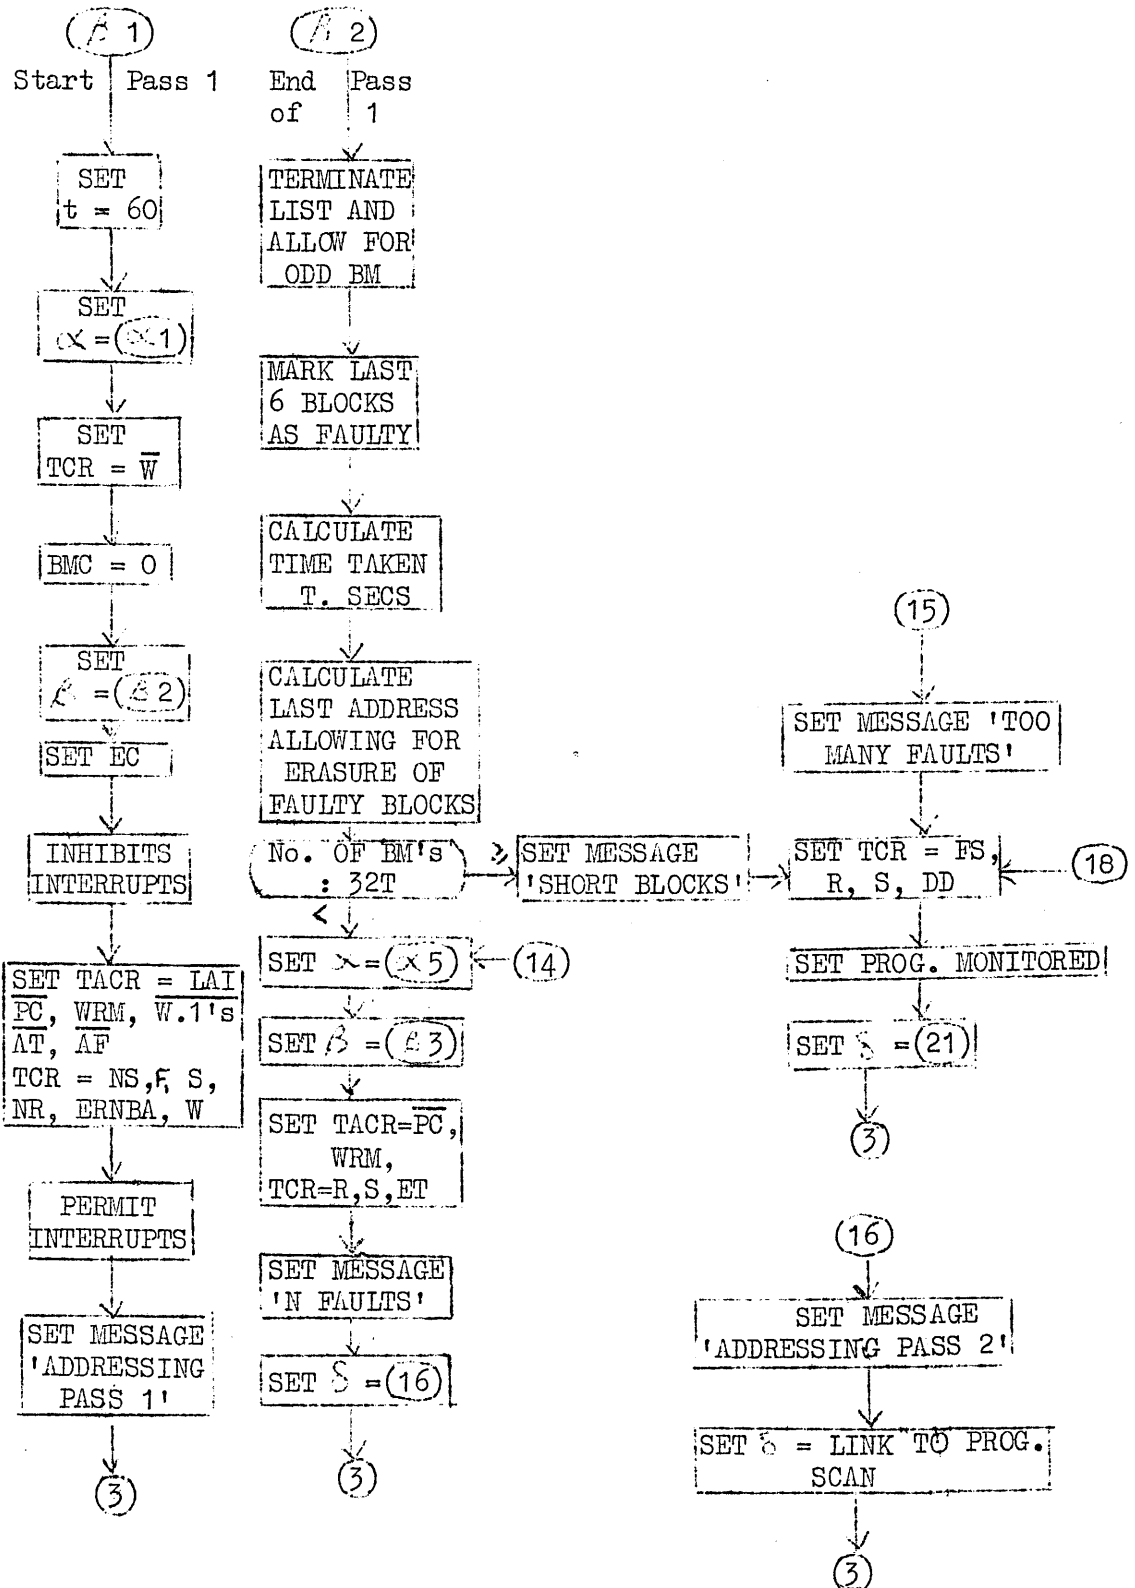 β 1
Start Pass 1
SET
t = 60
SET
α = α1
SET
TCR = W̅
BMC = 0
SET
β = β2
SET EC
INHIBITS
INTERRUPTS
SET TACR = LAI
P̅C̅, WRM, W̅.̅1̅'̅s̅
A̅T̅, A̅F̅
TCR = NS, F, S,
NR, ERNBA, W
PERMIT
INTERRUPTS
SET MESSAGE
'ADDRESSING
PASS 1'
3
β 2
End Pass
of 1
TERMINATE
LIST AND
ALLOW FOR
ODD BM
MARK LAST
6 BLOCKS
AS FAULTY
CALCULATE
TIME TAKEN
T. SECS
CALCULATE
LAST ADDRESS
ALLOWING FOR
ERASURE OF
FAULTY BLOCKS
No. OF BM's
: 32T
≥
<
SET MESSAGE
'SHORT BLOCKS'
SET α = α5
14
SET β = β3
SET TACR=P̅C̅,
WRM,
TCR=R,S,ET
SET MESSAGE
'N FAULTS'
SET δ = 16
3
15
SET MESSAGE 'TOO
MANY FAULTS'
SET TCR = FS,
R, S, DD
18
SET PROG. MONITORED
SET δ = 21
3
16
SET MESSAGE
'ADDRESSING PASS 2'
SET δ = LINK TO PROG.
SCAN
3